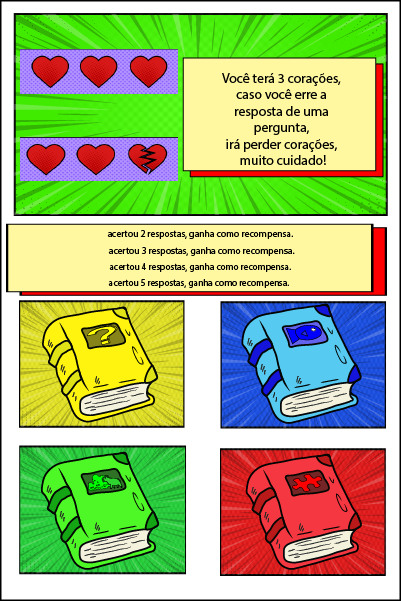 Você terá 3 corações,
caso você erre a
resposta de uma
pergunta,
irá perder corações,
muito cuidado!
acertou 2 respostas, ganha como recompensa.
acertou 3 respostas, ganha como recompensa.
acertou 4 respostas, ganha como recompensa.
acertou 5 respostas, ganha como recompensa.
?